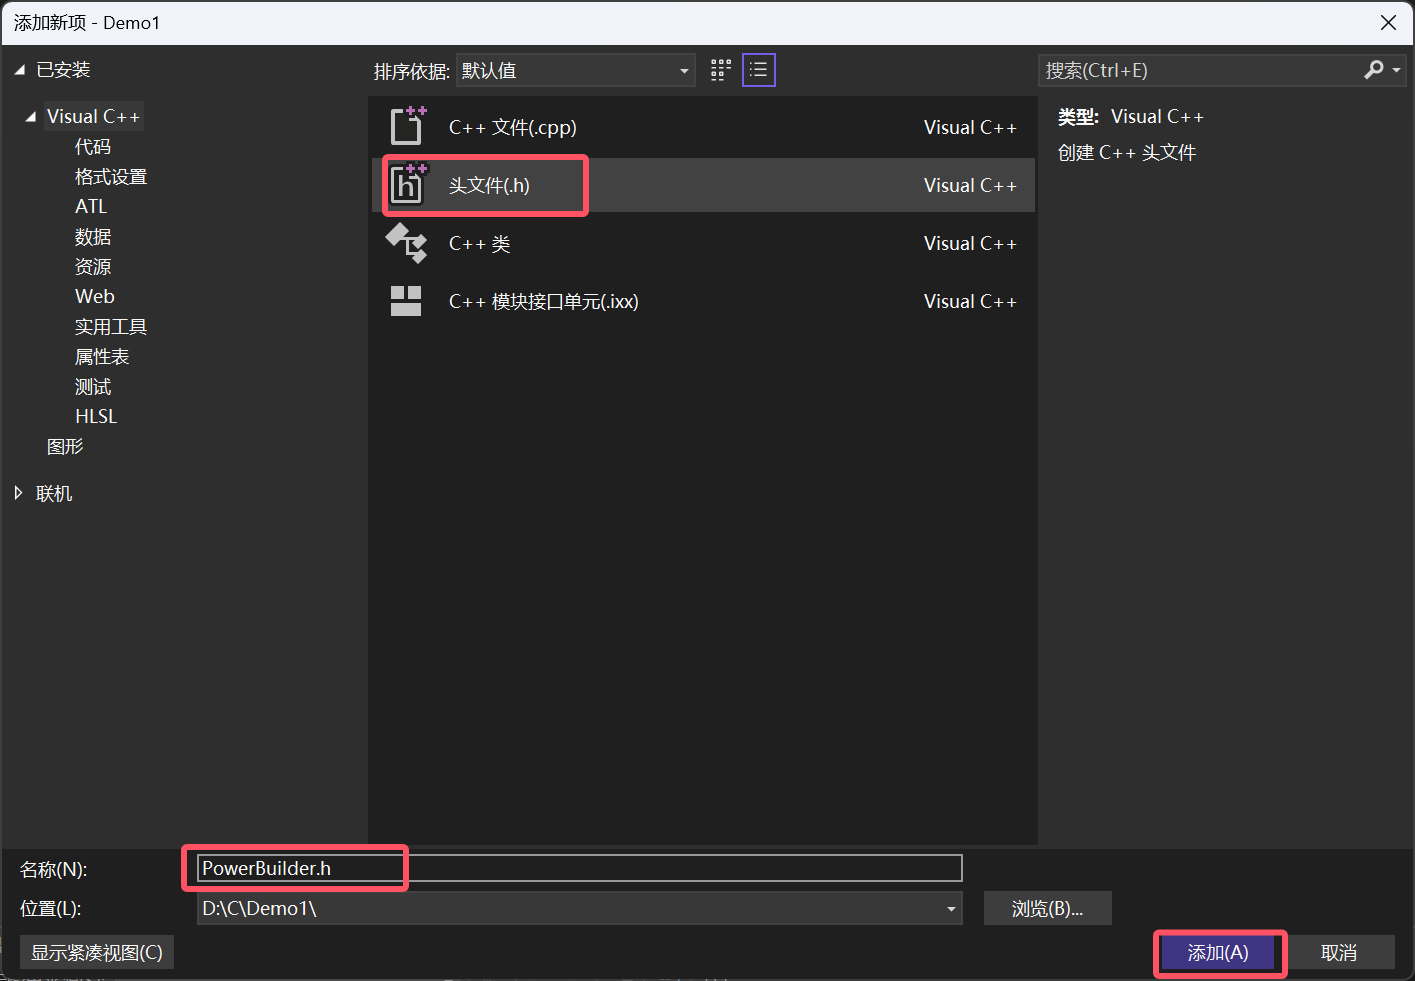 添加新项 - Demo1
已安装
Visual C++
代码
格式设置
ATL
数据
资源
Web
实用工具
属性表
测试
HLSL
图形
联机
排序依据: 默认值
C++ 文件(.cpp) Visual C++
头文件(.h) Visual C++
C++ 类 Visual C++
C++ 模块接口单元(.ixx) Visual C++
搜索(Ctrl+E)
类型: Visual C++
创建 C++ 头文件
名称(N): PowerBuilder.h
位置(L): D:\C\Demo1\ 浏览(B)...
显示紧凑视图(C) 添加(A) 取消